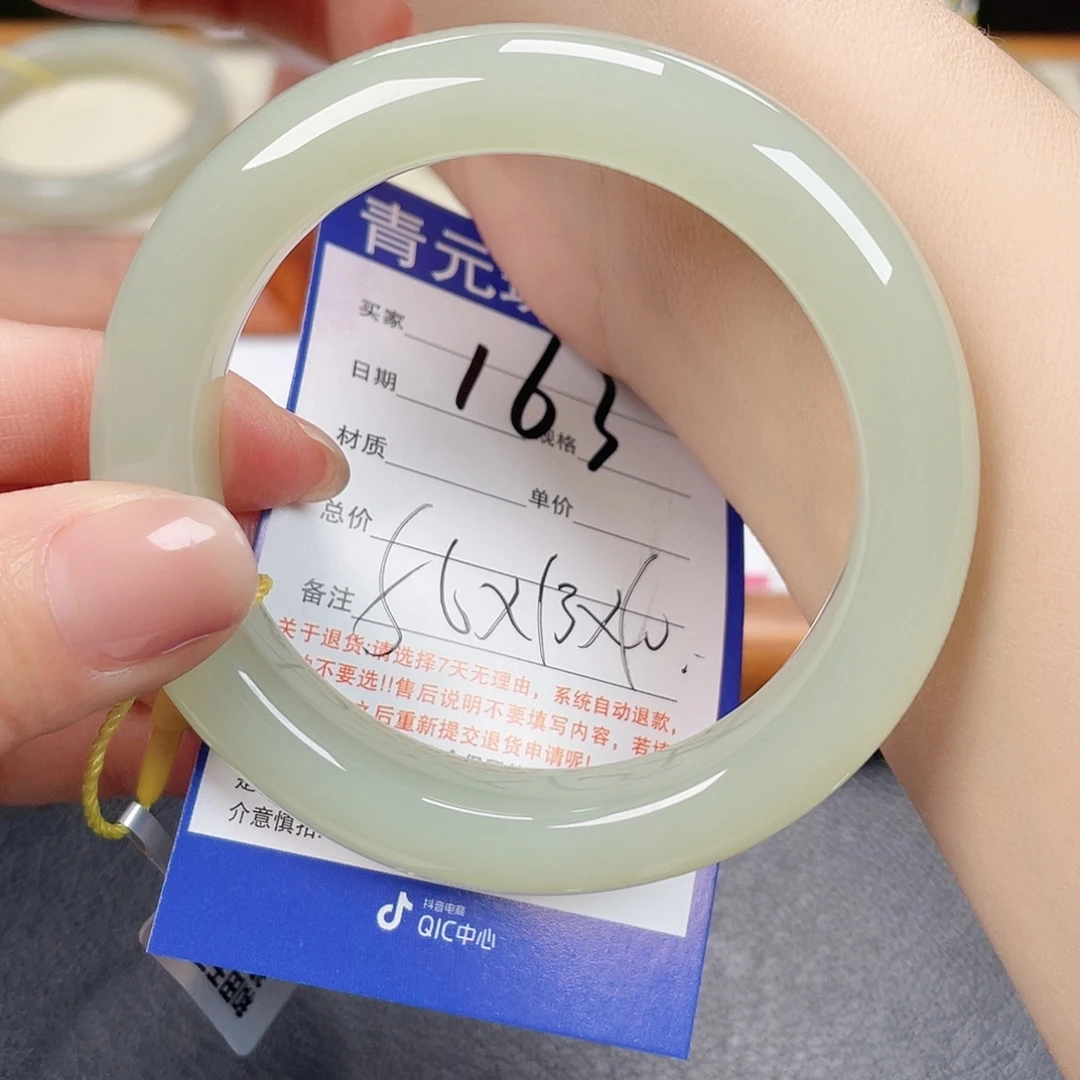 青元
买家
163
日期
规格
材质
单价
总价
56x13x10
备注
关于退货:请选择7天无理由，系统自动退款，
不要选!!售后说明不要填写内容，若填
之后重新提交退货申请呢!
定
介意慎拍.
抖音电商
QIC中心